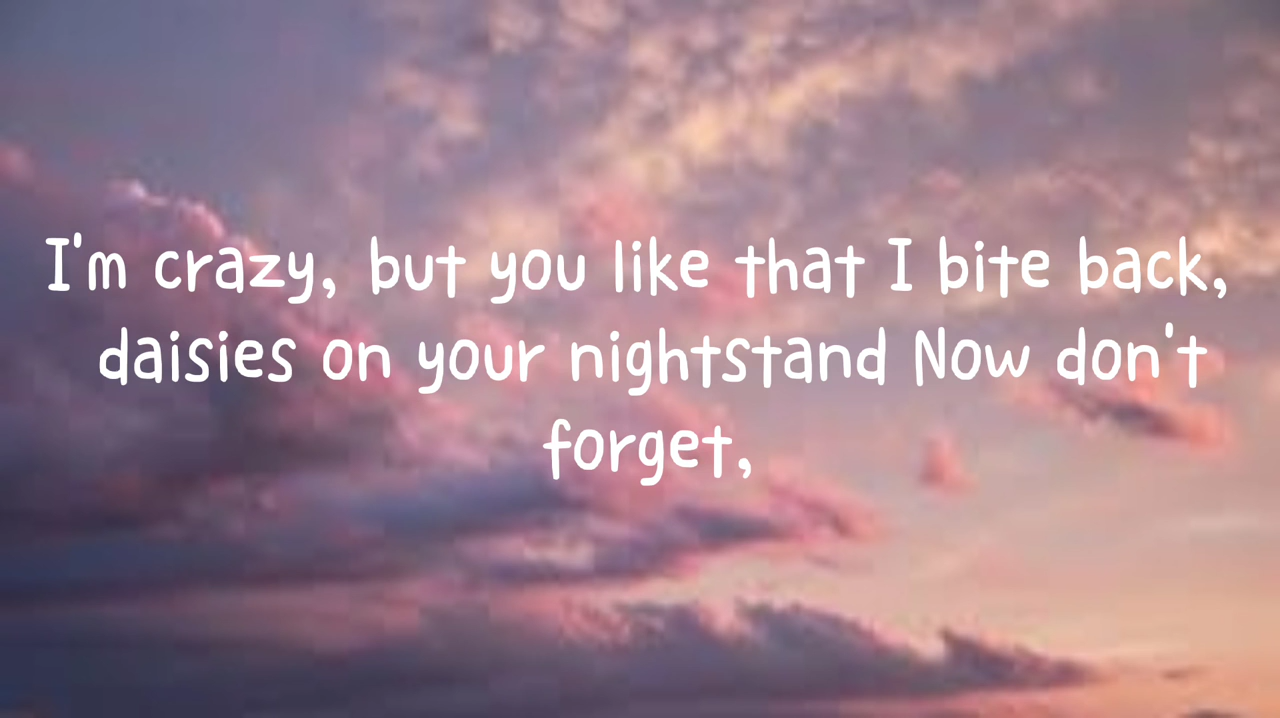 I'm crazy, but you like that I bite back,
daisies on your nightstand Now don't
forget,